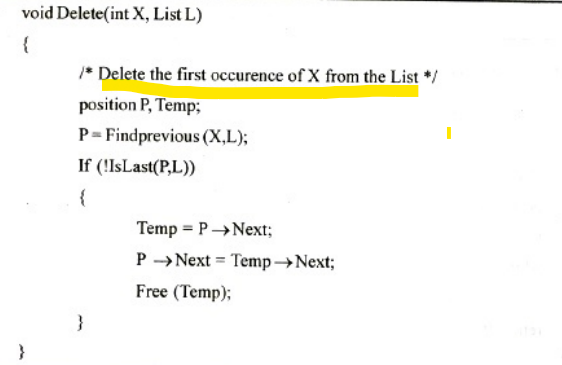 void Delete(int X, List L)
{
/* Delete the first occurence of X from the List */
position P, Temp;
P = Findprevious (X,L);
If (!IsLast(P,L))
{
Temp = P →Next;
P →Next = Temp →Next;
Free (Temp);
}
}